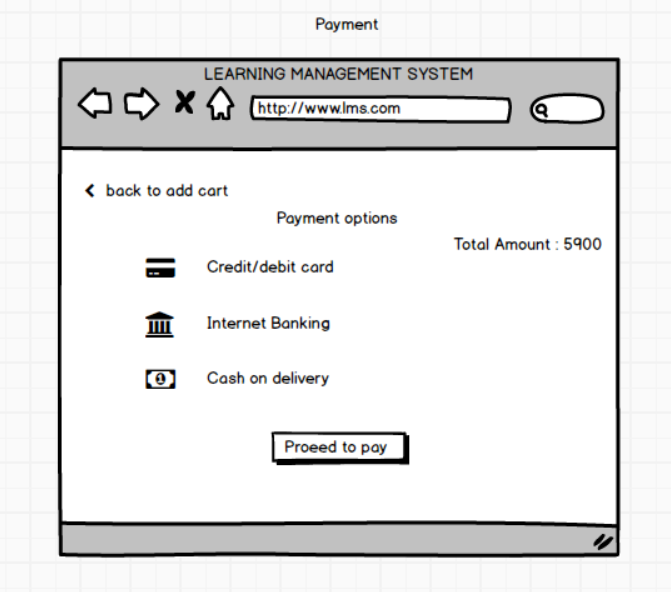 Payment
LEARNING MANAGEMENT SYSTEM
http://www.lms.com
back to add cart
Payment options
Total Amount : 5900
Credit/debit card
Internet Banking
Cash on delivery
Proeed to pay